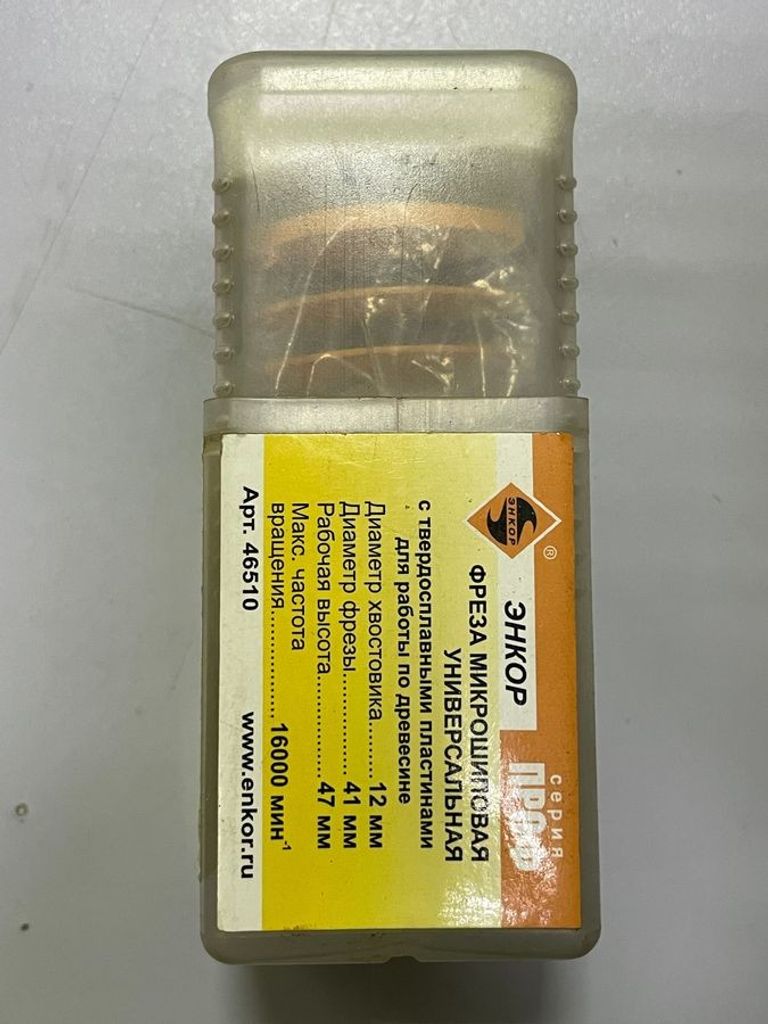 ЭНКОР
®
ЭНКОР
серия
ФРЕЗА МИКРОШИПОВАЯ
УНИВЕРСАЛЬНАЯ
с твердосплавными пластинами
для работы по древесине
Диаметр хвостовика.........12 мм
Диаметр фрезы..............41 мм
Рабочая высота..............47 мм
Макс. частота
вращения..................16000 мин-1
Арт. 46510 www.enkor.ru